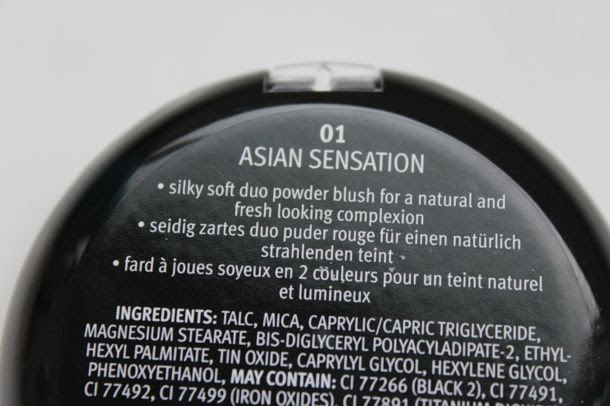 01
ASIAN SENSATION
• silky soft duo powder blush for a natural and
fresh looking complexion
• seidig zartes duo puder rouge für einen natürlich
strahlenden teint
• fard à joues soyeux en 2 couleurs pour un teint naturel
et lumineux
INGREDIENTS: TALC, MICA, CAPRYLIC/CAPRIC TRIGLYCERIDE,
MAGNESIUM STEARATE, BIS-DIGLYCERYL POLYACYLADIPATE-2, ETHYL-
HEXYL PALMITATE, TIN OXIDE, CAPRYLYL GLYCOL, HEXYLENE GLYCOL,
PHENOXYETHANOL, MAY CONTAIN: CI 77266 (BLACK 2), CI 77491,
CI 77492, CI 77499 (IRON OXIDES), CI 77891 (TITANIUM